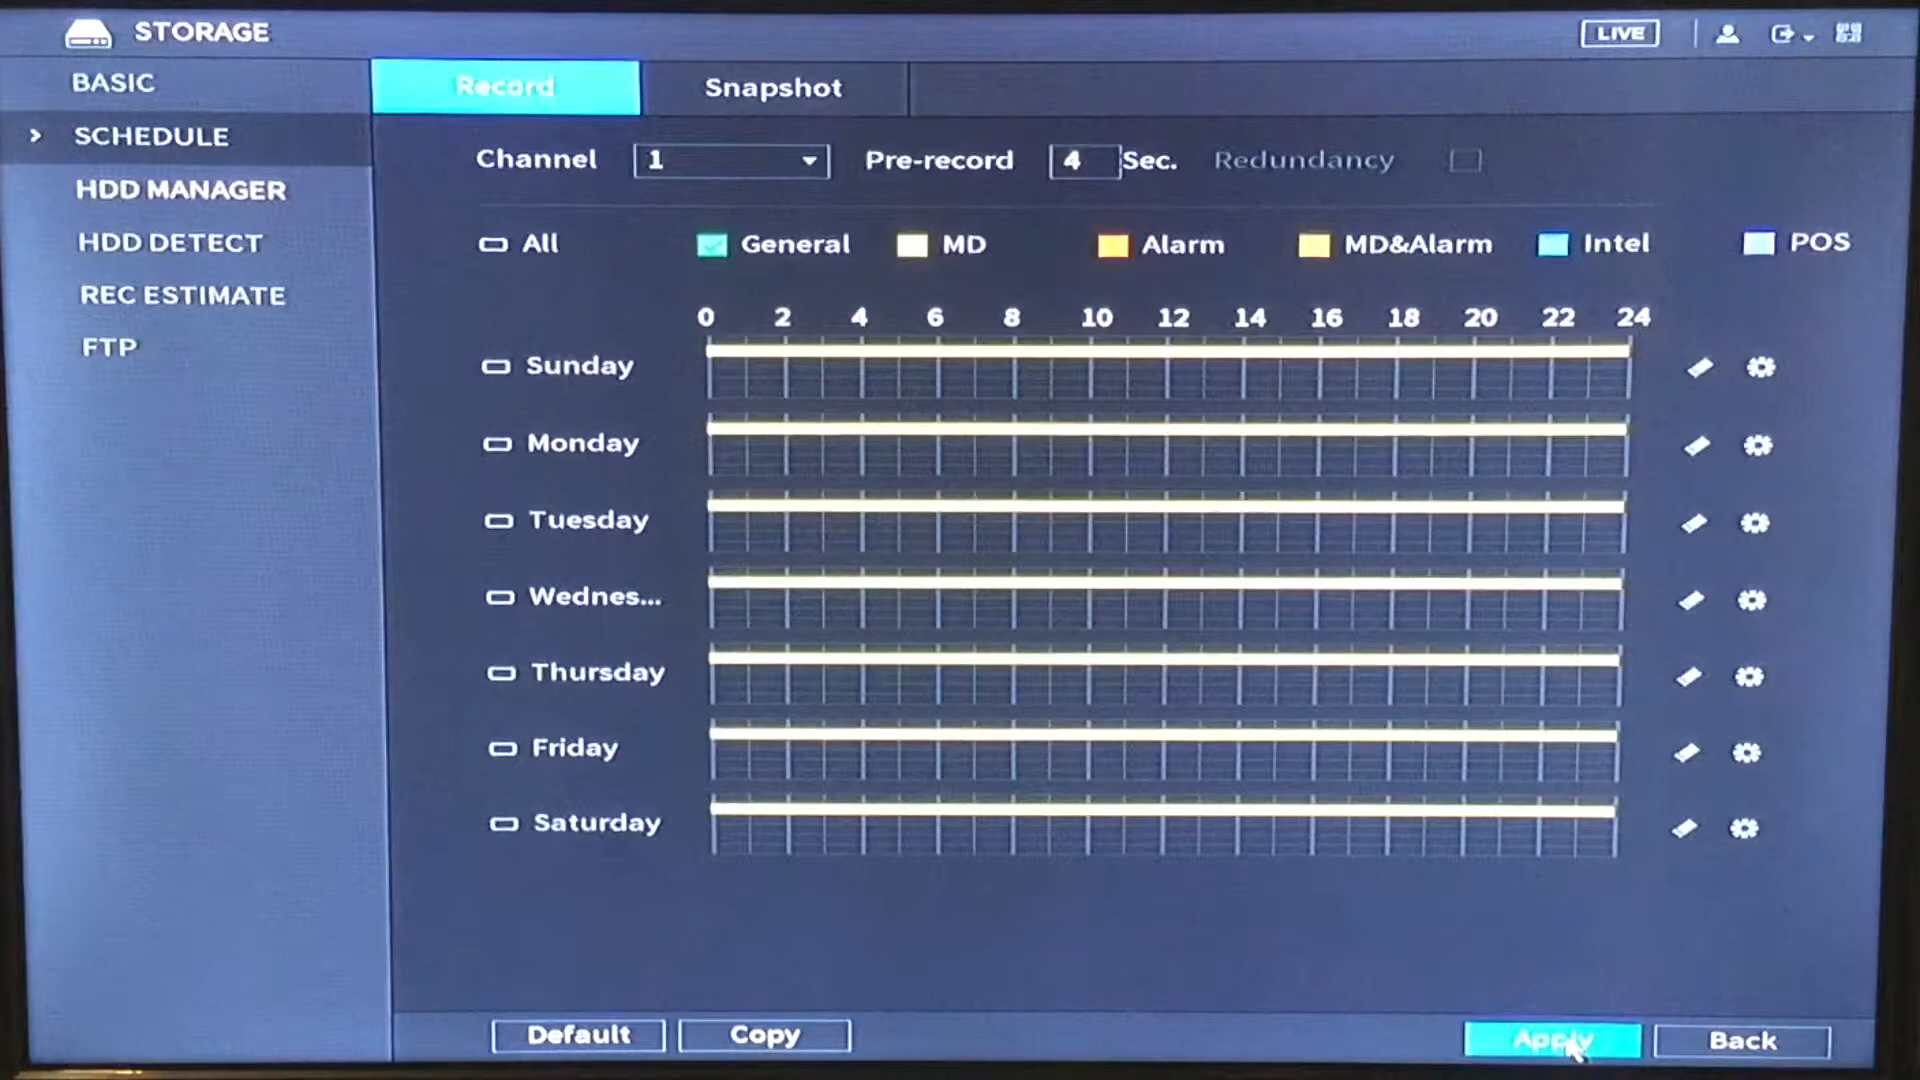 STORAGE
LIVE
BASIC
SCHEDULE
HDD MANAGER
HDD DETECT
REC ESTIMATE
FTP
Record
Snapshot
Channel 1 Pre-record 4 Sec. Redundancy
All General MD Alarm MD&Alarm Intel POS
0 2 4 6 8 10 12 14 16 18 20 22 24
Sunday
Monday
Tuesday
Wednes...
Thursday
Friday
Saturday
Default Copy Apply Back